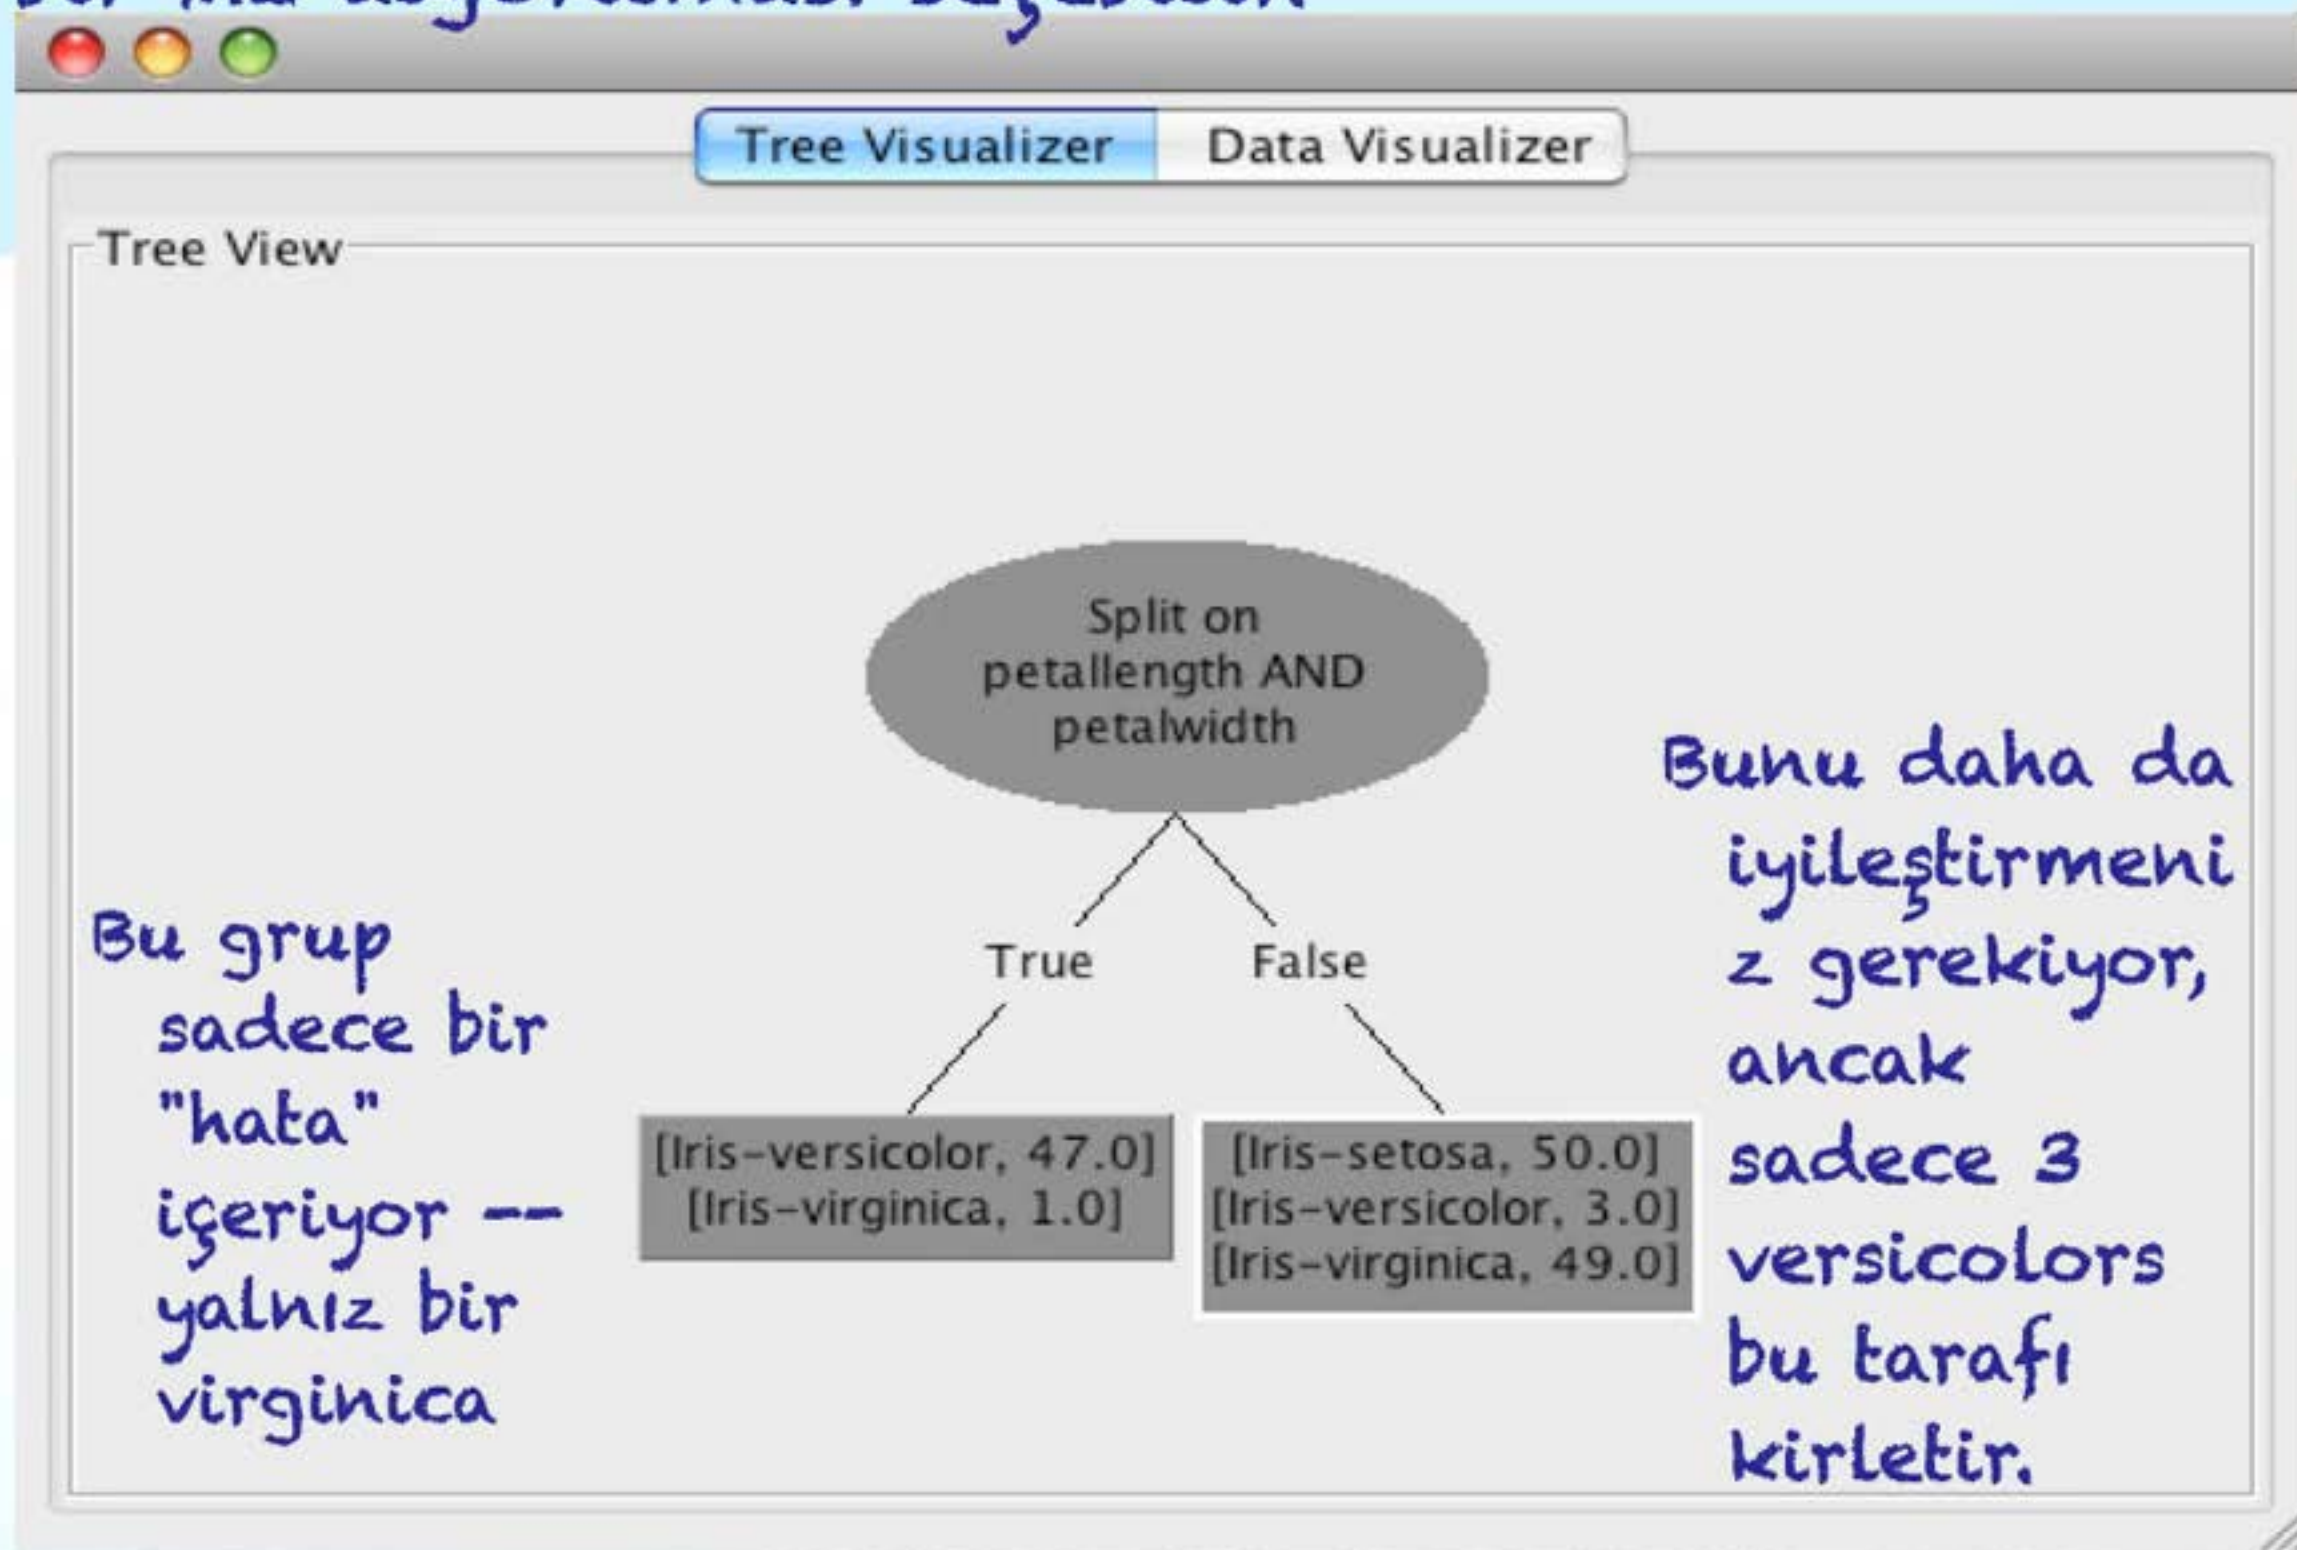 Tree Visualizer Data Visualizer
Tree View
Split on
petallength AND
petalwidth
True False
[Iris-versicolor, 47.0]
[Iris-virginica, 1.0]
[Iris-setosa, 50.0]
[Iris-versicolor, 3.0]
[Iris-virginica, 49.0]
Bu grup
sadece bir
"hata"
içeriyor --
yalnız bir
virginica
Bunu daha da
iyileştirmeni
z gerekiyor,
ancak
sadece 3
versicolors
bu tarafı
kirletir.